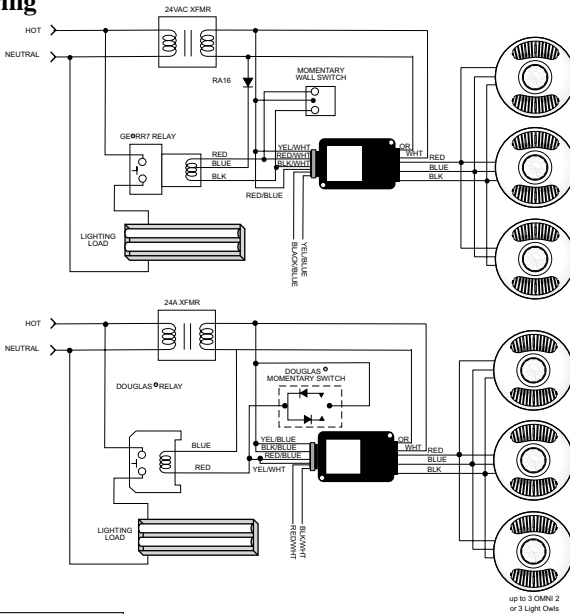 ring
24VAC XFMR
HOT
NEUTRAL
RA16
MOMENTARY
WALL SWITCH
GE®RR7 RELAY
RED
BLUE
BLK
YEL/WHT
RED/WHT
BLK/WHT
RED/BLUE
BLACK/BLUE
YEL/BLUE
OR
WHT
RED
BLUE
BLK
LIGHTING
LOAD
24A XFMR
HOT
NEUTRAL
DOUGLAS® RELAY
DOUGLAS®
MOMENTARY SWITCH
BLUE
RED
YEL/BLUE
BLK/BLUE
RED/BLUE
YEL/WHT
RED/WHT
BLK/WHT
OR
WHT
RED
BLUE
BLK
LIGHTING
LOAD
up to 3 OMNI 2
or 3 Light Owls